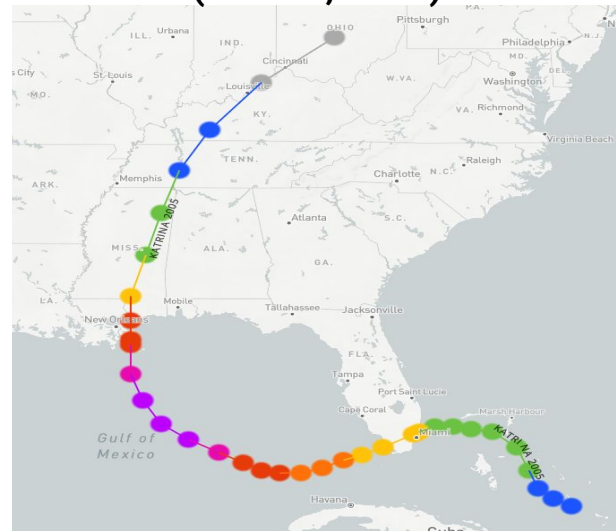 OHIO
Pittsburgh
ILL.
Urbana
IND.
Philadelphia
N.J.
Cincinnati
MD.
DEL.
s City
St. Louis
W.VA.
Washington
MO.
Louisville
KY.
VA.
Richmond
Virginia Beach
TENN.
Raleigh
Memphis
Charlotte
N.C.
ARK.
KATRINA 2005
Atlanta
S.C.
MISS.
ALA.
GA.
LA.
Mobile
New Orleans
Tallahassee
Jacksonville
FLA.
Tampa
Port Saint Lucie
Cape Coral
Marsh Harbour
Miami
KATRINA 2005
Gulf of
Mexico
Havana
Cuba